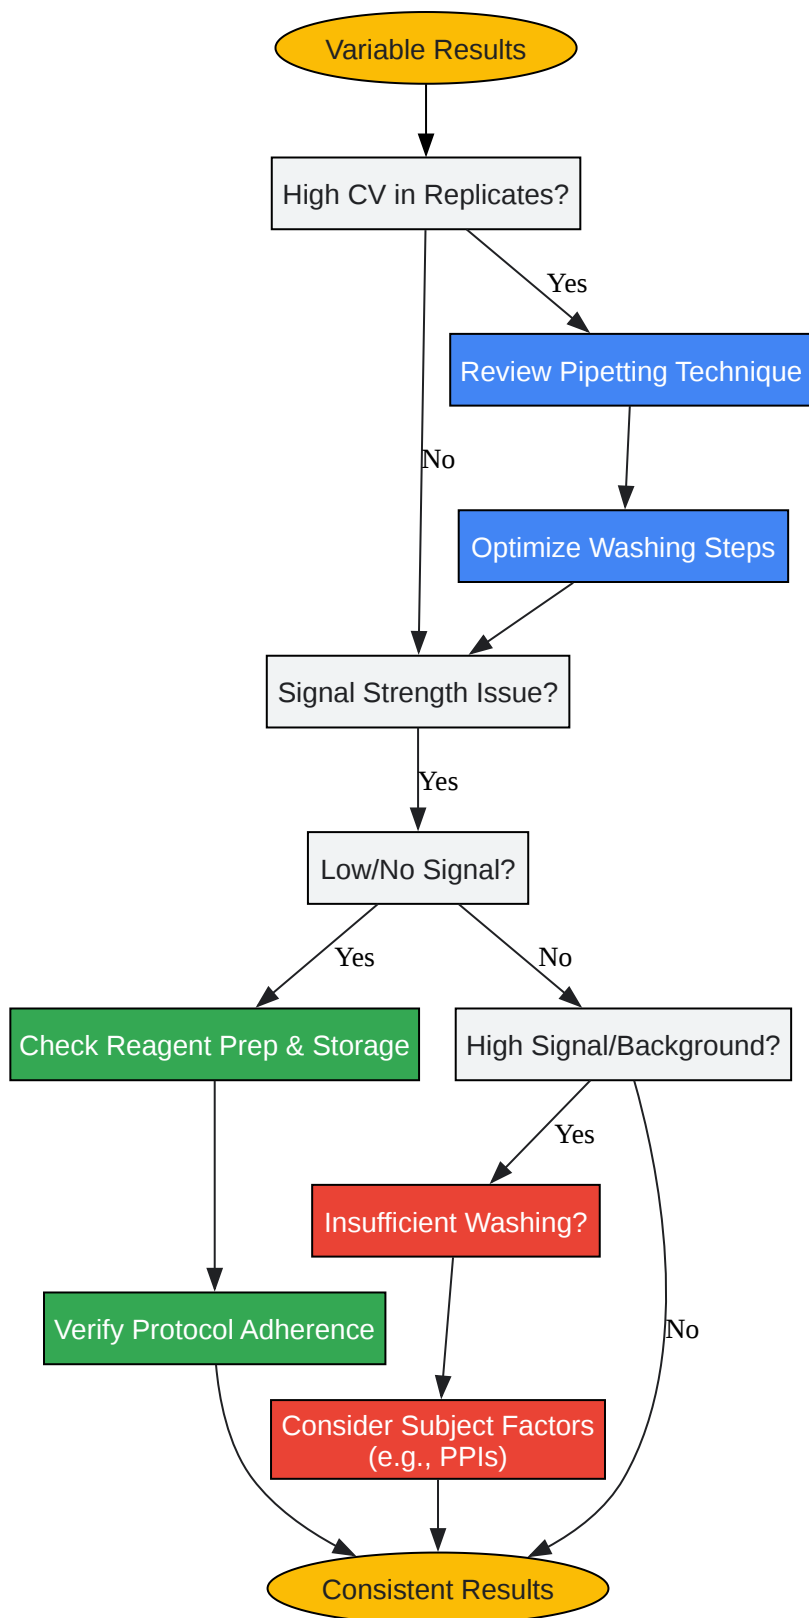 Variable Results
High CV in Replicates?
Yes
Review Pipetting Technique
No
Optimize Washing Steps
Signal Strength Issue?
Yes
Low/No Signal?
Yes
No
Check Reagent Prep & Storage
High Signal/Background?
Yes
Insufficient Washing?
Verify Protocol Adherence
No
Consider Subject Factors
(e.g., PPIs)
Consistent Results